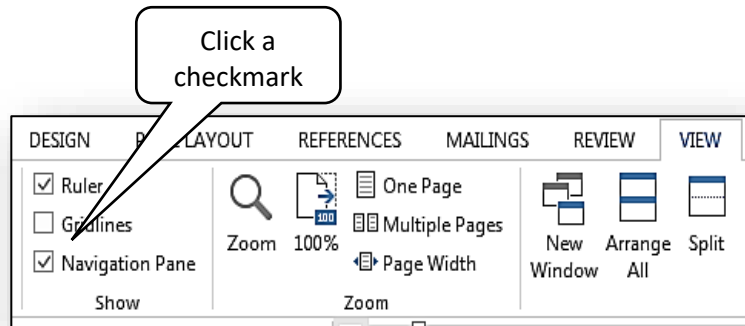 Click a
checkmark
DESIGN PAGE LAYOUT REFERENCES MAILINGS REVIEW VIEW
Ruler
Gridlines
Navigation Pane
Show
Zoom
100%
100
One Page
Multiple Pages
Page Width
Zoom
New
Window
Arrange
All
Split